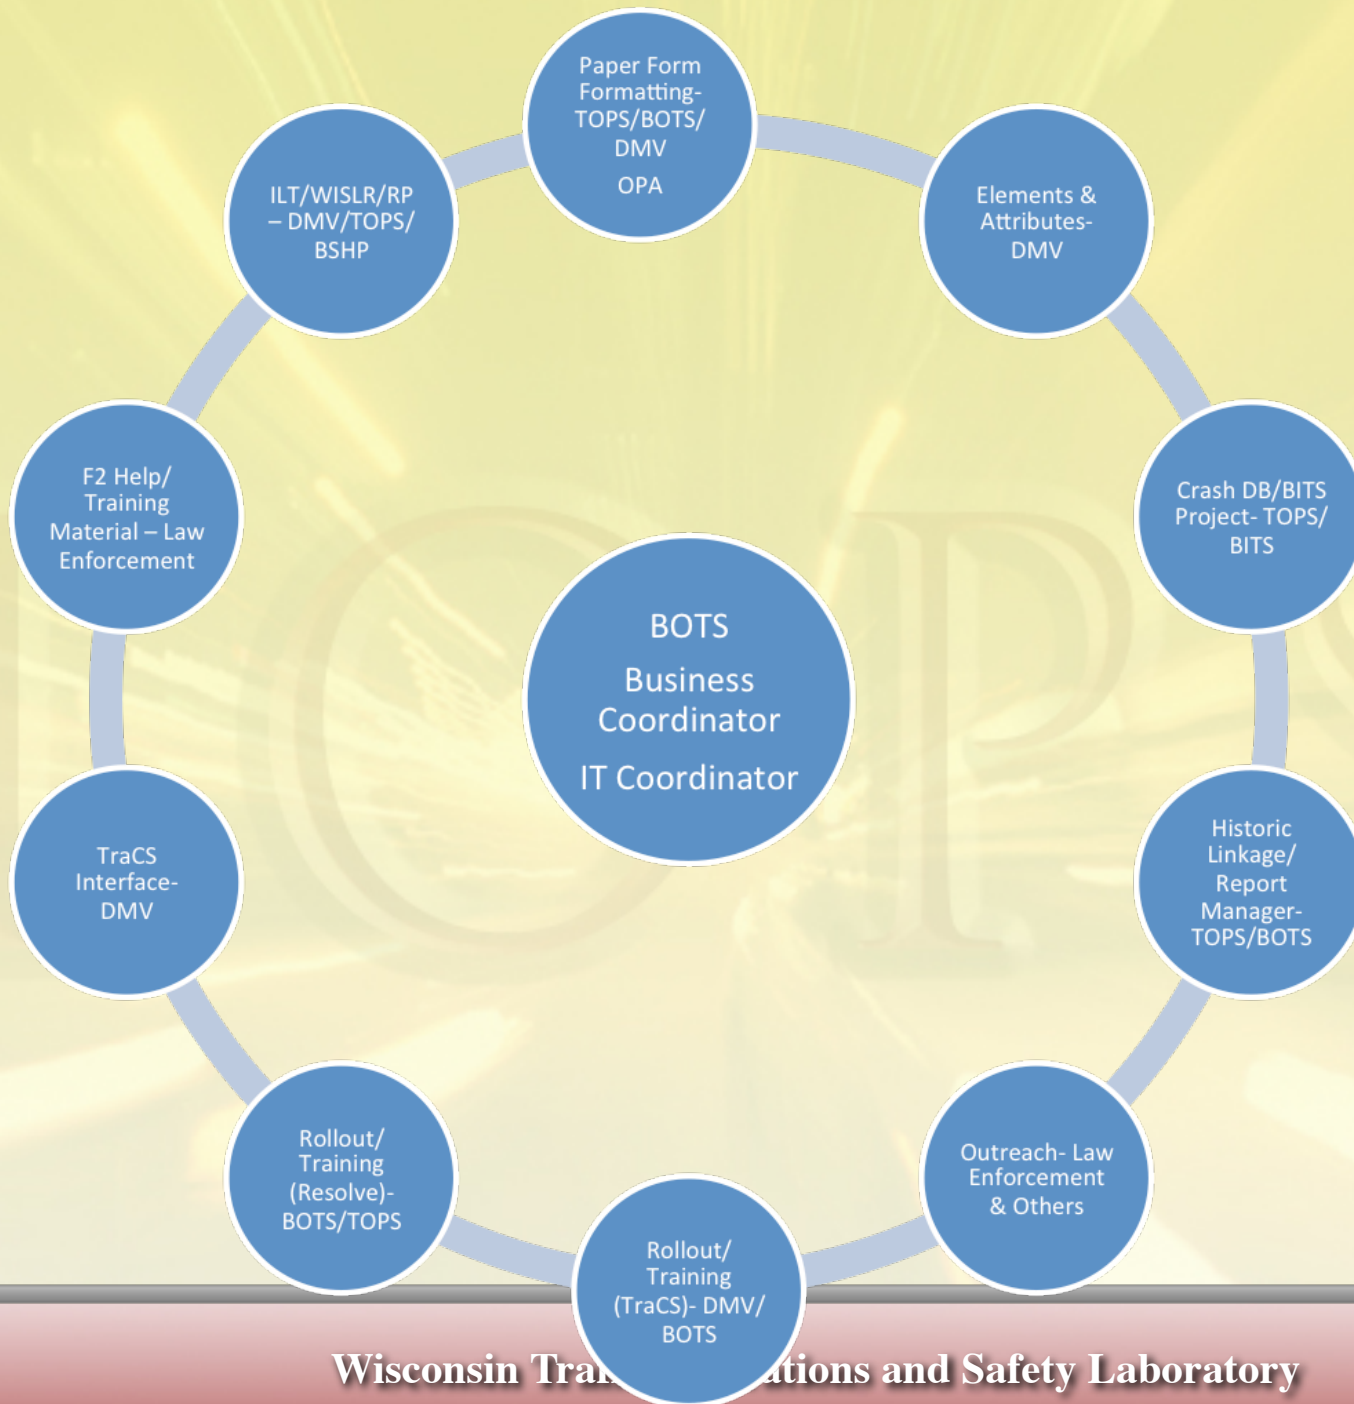 Paper Form
Formatting-
TOPS/BOTS/
DMV
OPA
Elements &
Attributes-
DMV
Crash DB/BITS
Project- TOPS/
BITS
Historic
Linkage/
Report
Manager-
TOPS/BOTS
Outreach- Law
Enforcement
& Others
Rollout/
Training
(TraCS)- DMV/
BOTS
Rollout/
Training
(Resolve)-
BOTS/TOPS
TraCS
Interface-
DMV
F2 Help/
Training
Material – Law
Enforcement
ILT/WISLR/RP
– DMV/TOPS/
BSHP
BOTS
Business
Coordinator
IT Coordinator
Wisconsin and Safety Laboratory